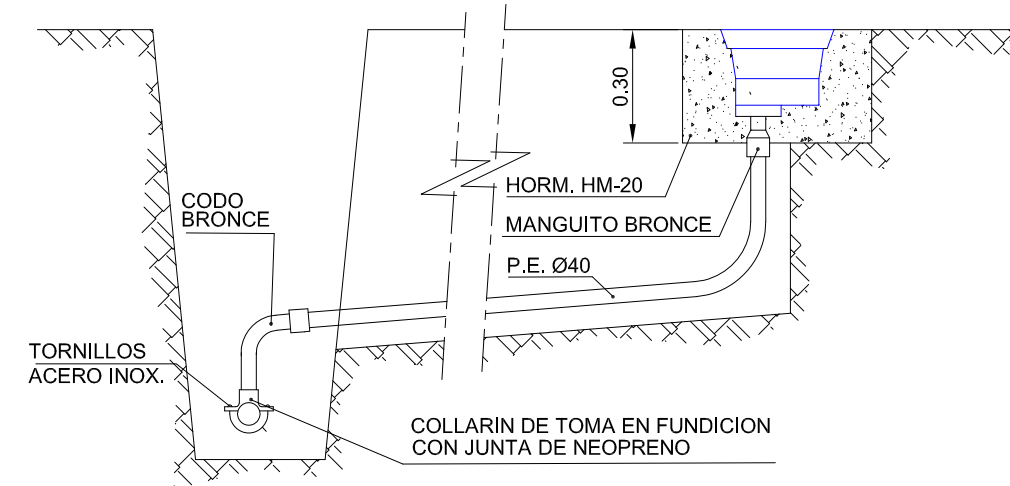 0.30
HORM. HM-20
CODO
BRONCE
MANGUITO BRONCE
P.E. Ø40
TORNILLOS
ACERO INOX.
COLLARIN DE TOMA EN FUNDICION
CON JUNTA DE NEOPRENO